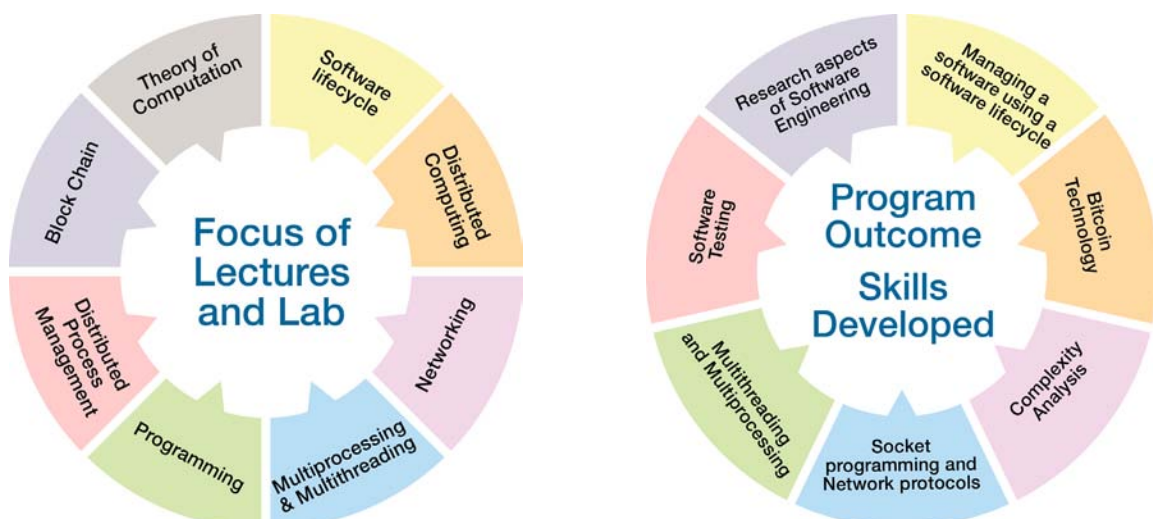 Focus of
Lectures
and Lab
Theory of
Computation
Software
lifecycle
Distributed
Computing
Networking
Multiprocessing
& Multithreading
Programming
Distributed
Process
Management
Block Chain
Program
Outcome
Skills
Developed
Research aspects
of Software
Engineering
Managing a
software using a
software lifecycle
Bitcoin
Technology
Complexity
Analysis
Socket
programming and
Network protocols
Multithreading
and Multiprocessing
Software
Testing